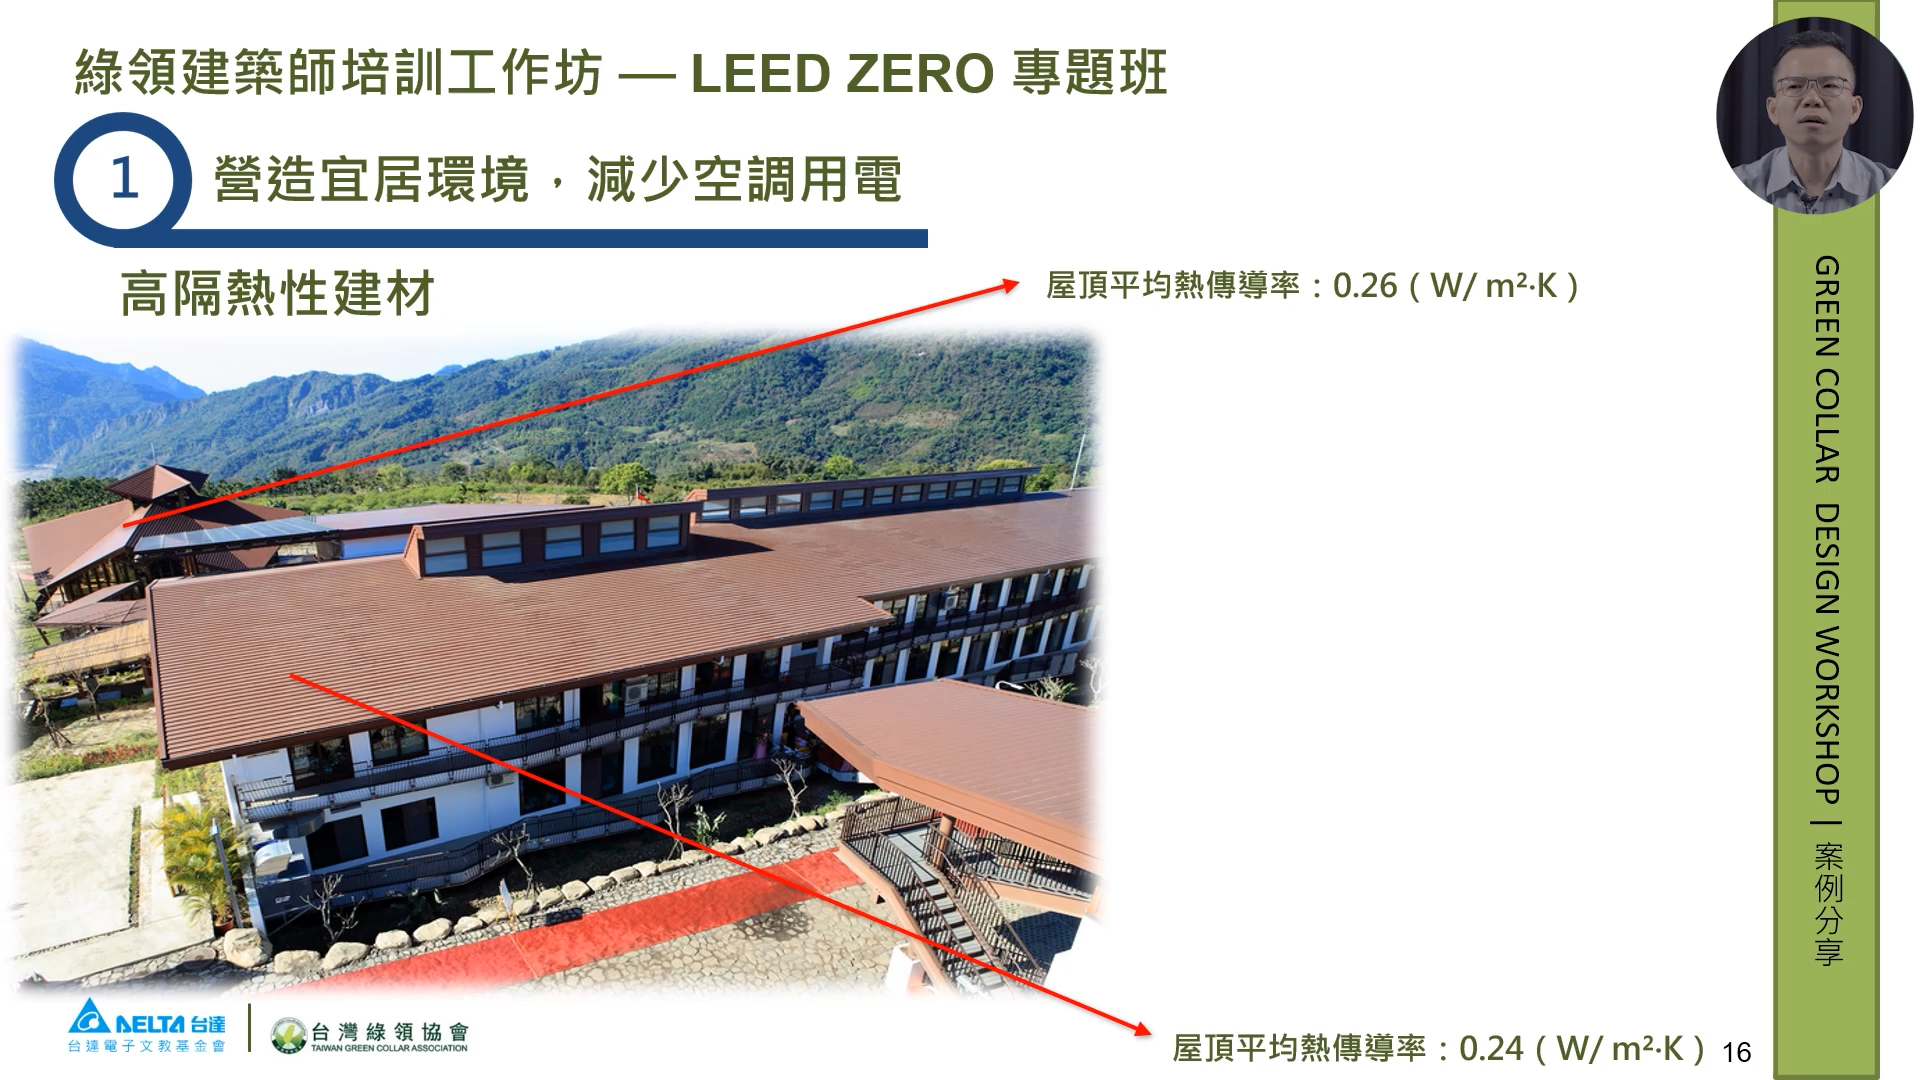 綠領建築師培訓工作坊 — LEED ZERO 專題班
1
營造宜居環境，減少空調用電
高隔熱性建材
屋頂平均熱傳導率：0.26（W/ m²·K）
GREEN COLLAR DESIGN WORKSHOP | 案例分享
DELTA 台達
台達電子文教基金會
台灣綠領協會
TAIWAN GREEN COLLAR ASSOCIATION
屋頂平均熱傳導率：0.24（W/ m²·K）
16